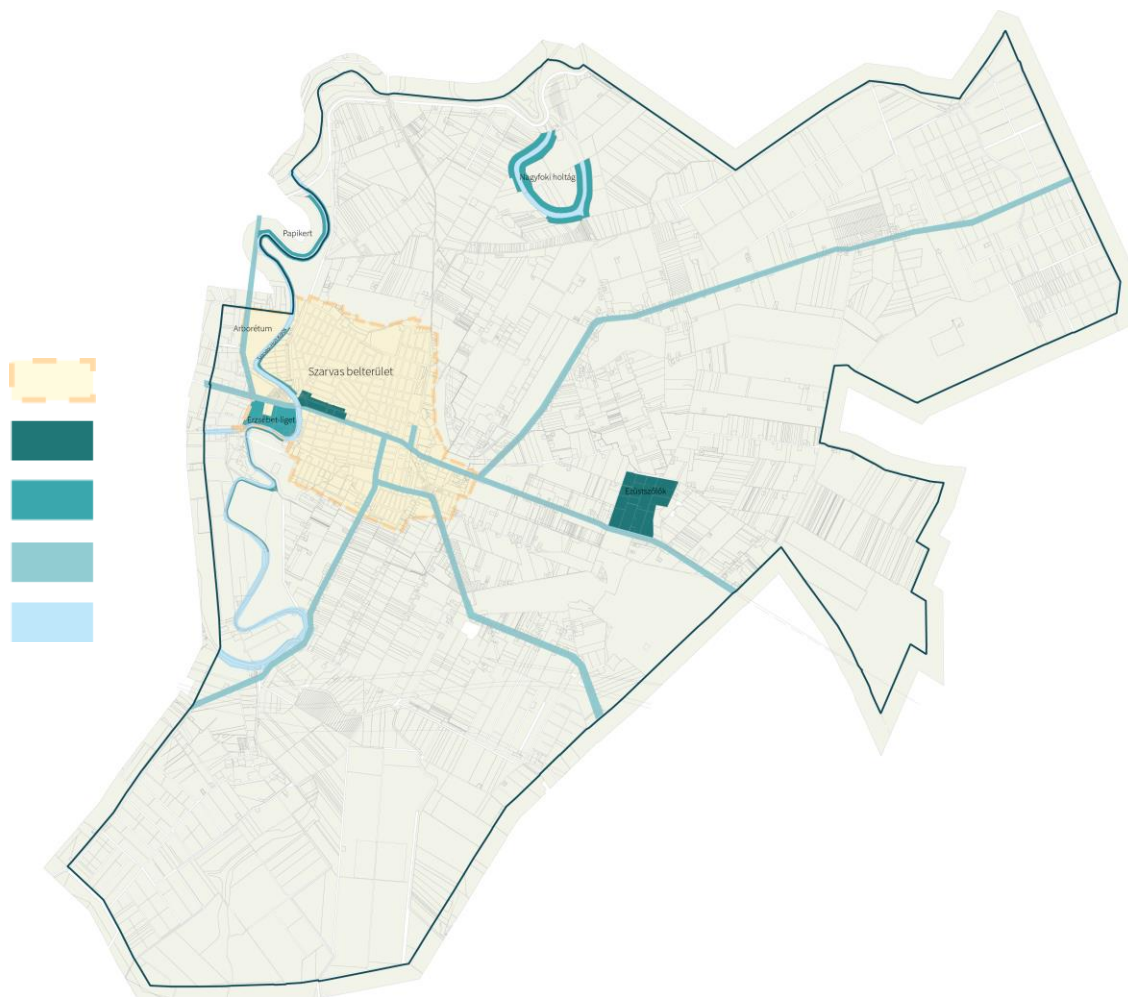 Nagyfoki holtág
Papikert
Arborétum
Szarvas belterület
Erzsébet-liget
Ezüstszőlők